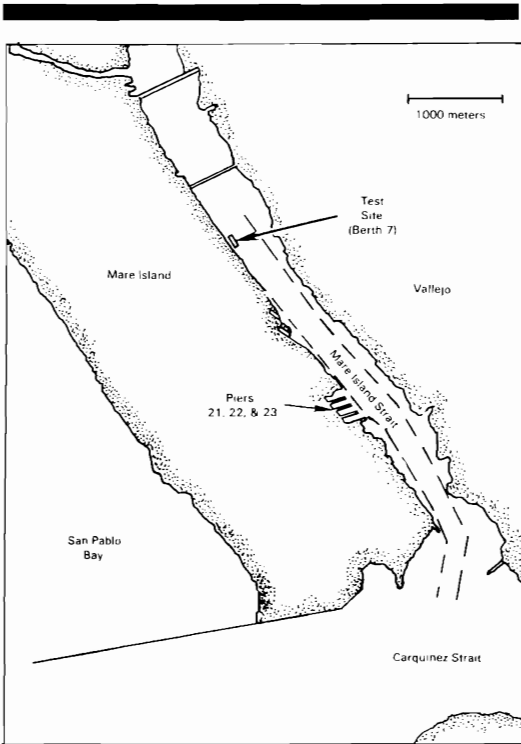 1000 meters
Test
Site
(Berth 7)
Mare Island
Vallejo
Mare Island Strait
Piers
21, 22, & 23
San Pablo
Bay
Carquinez Strait